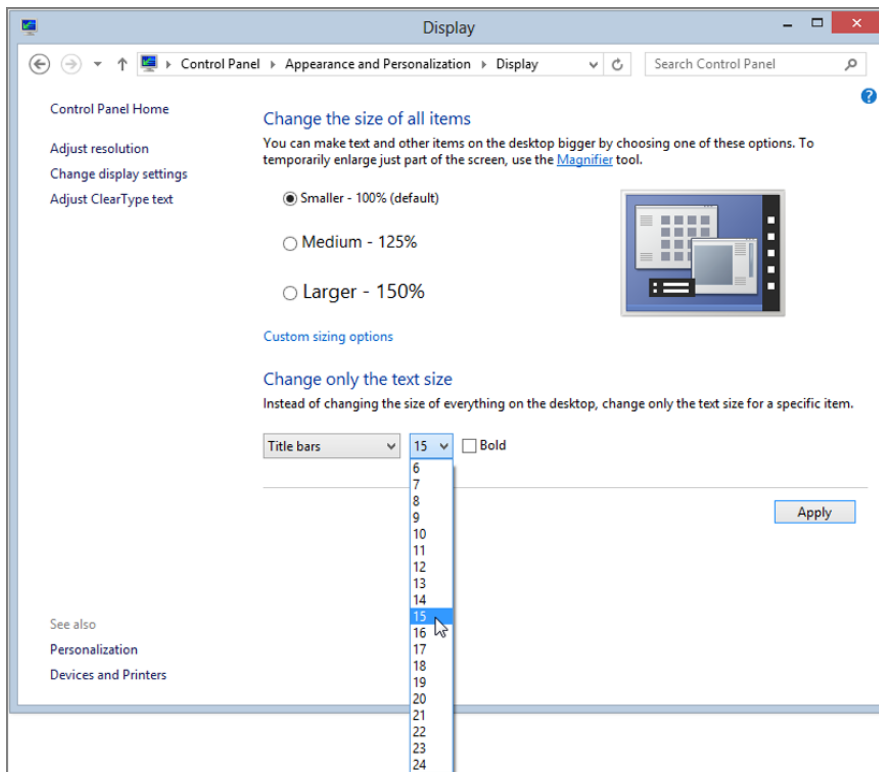 Display
Control Panel Appearance and Personalization Display
Search Control Panel
Control Panel Home
Adjust resolution
Change display settings
Adjust ClearType text
Change the size of all items
You can make text and other items on the desktop bigger by choosing one of these options. To
temporarily enlarge just part of the screen, use the Magnifier tool.
Smaller - 100% (default)
Medium - 125%
Larger - 150%
Custom sizing options
Change only the text size
Instead of changing the size of everything on the desktop, change only the text size for a specific item.
Title bars 15 Bold
6
7
8
9
10
11
12
13
14
15
16
17
18
19
20
21
22
23
24
Apply
See also
Personalization
Devices and Printers